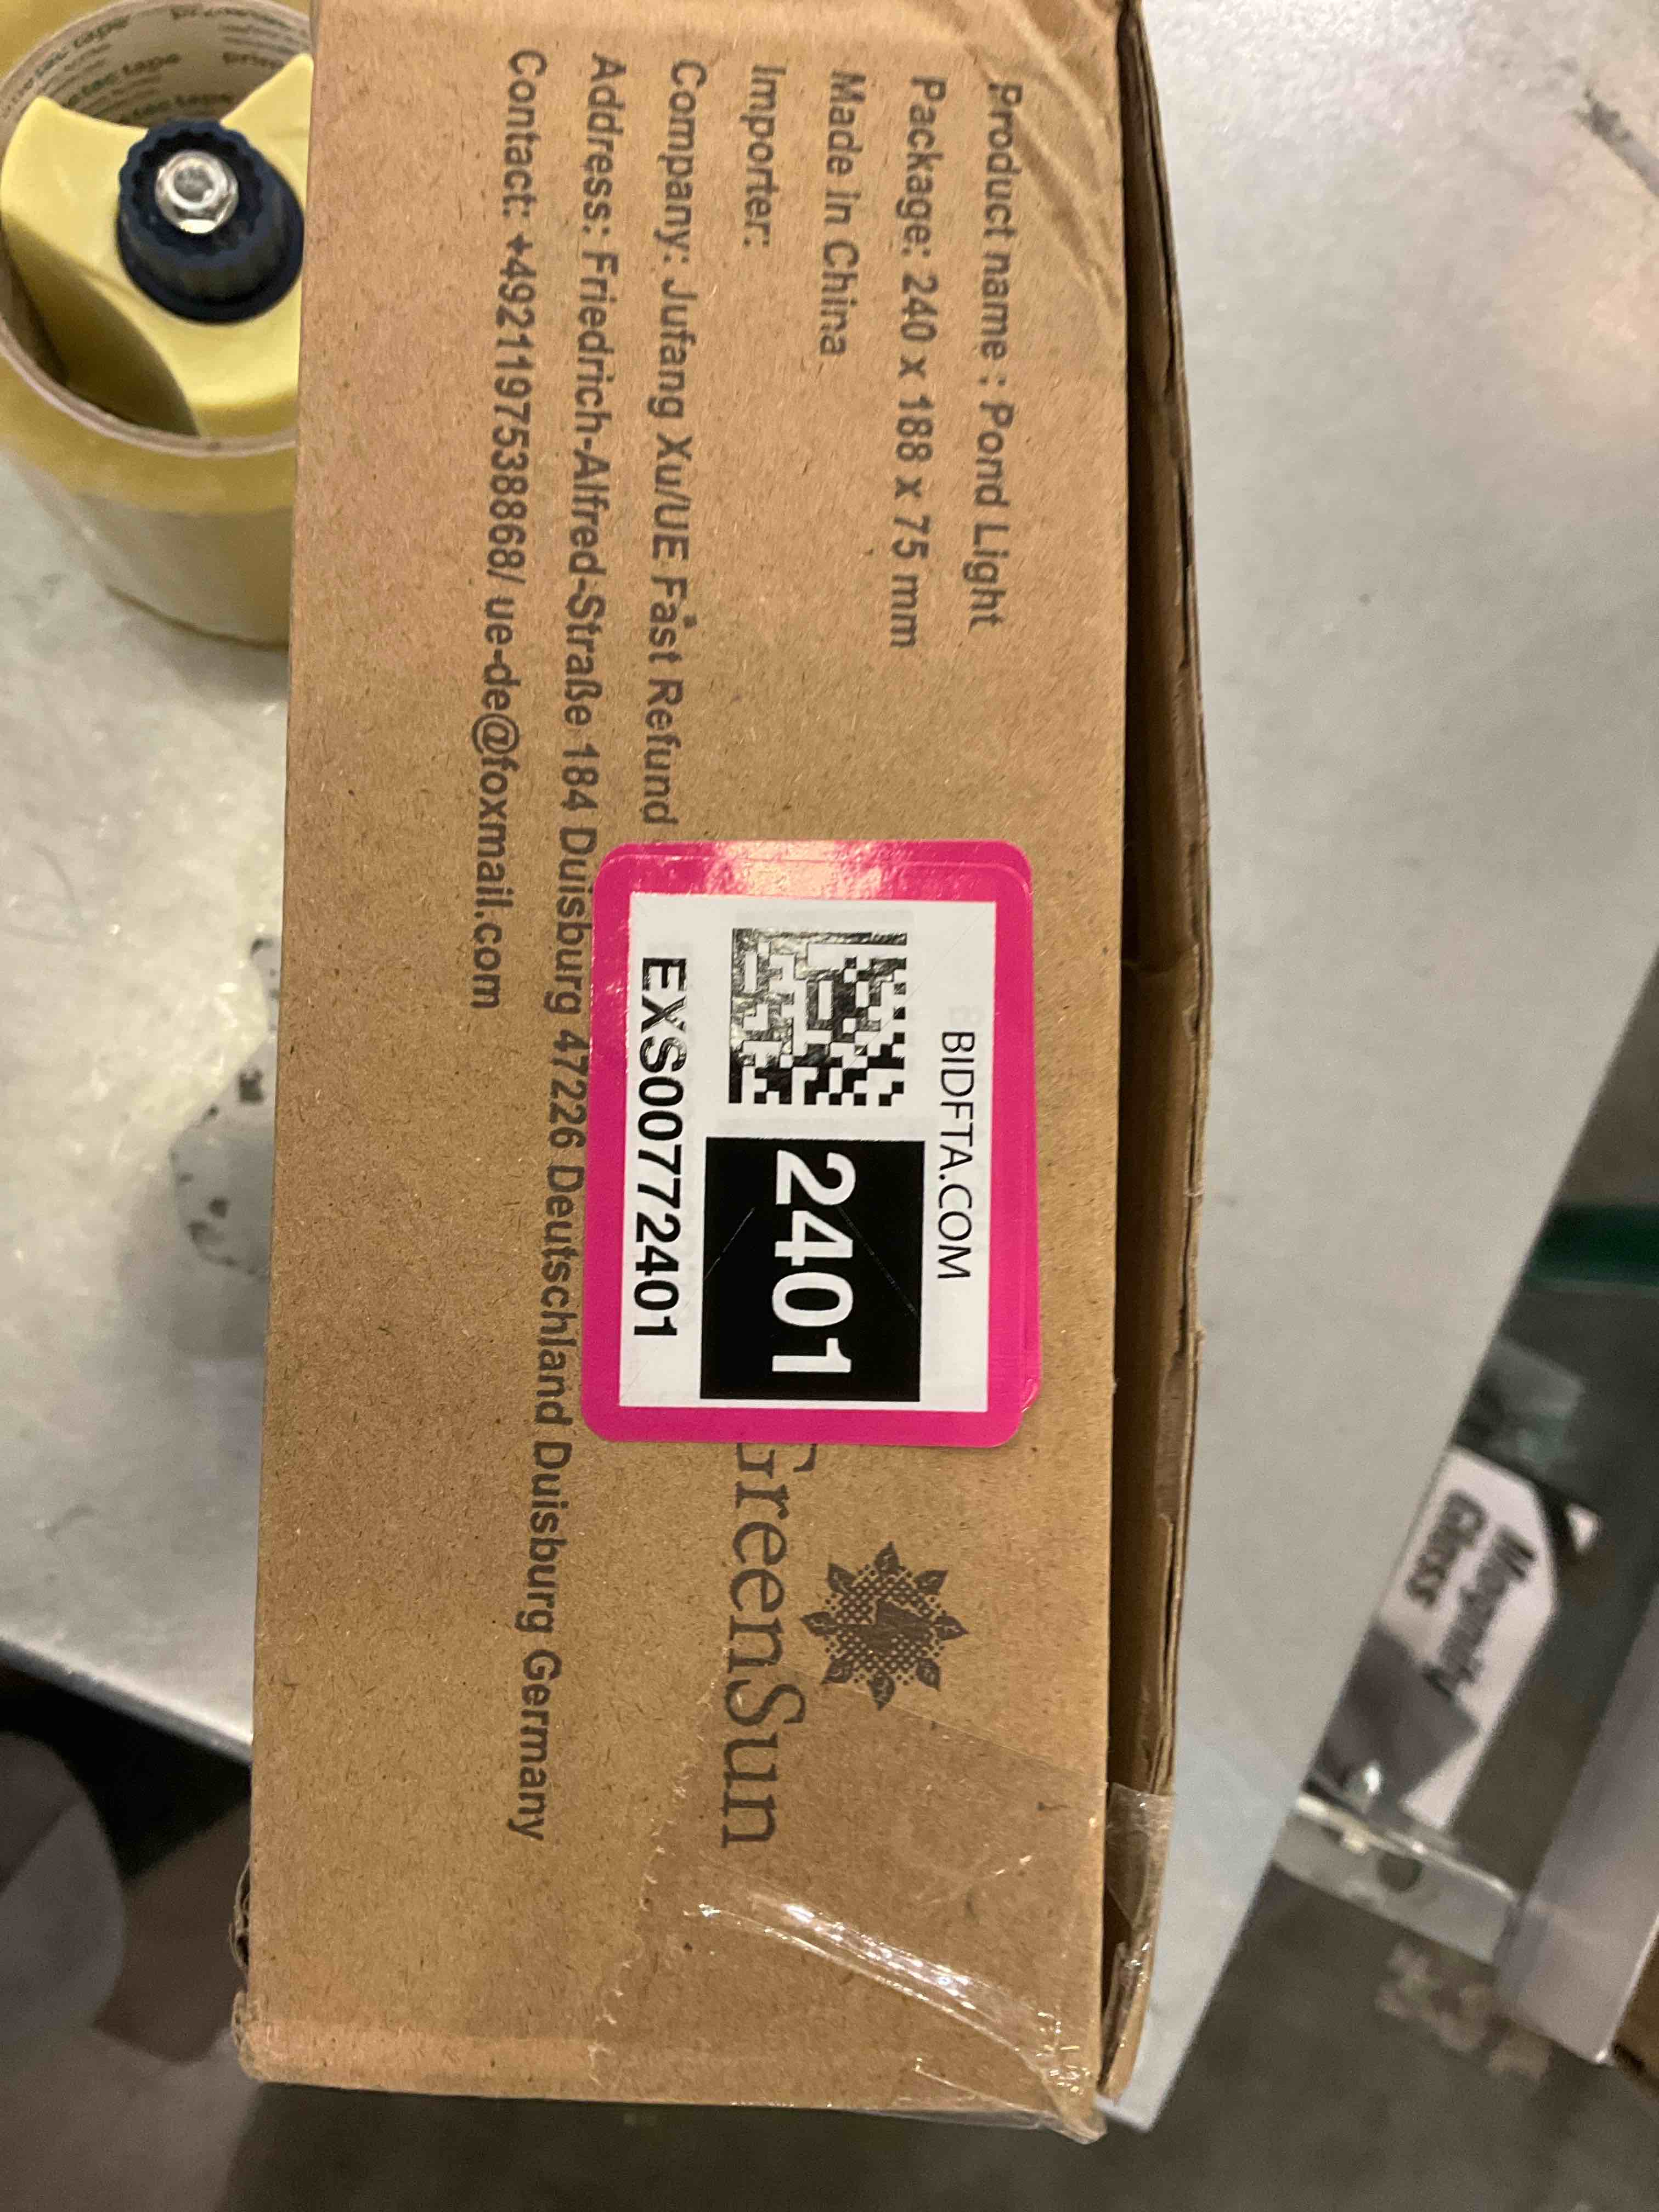 Product name : Pond Light
Package: 240 x 188 x 75 mm
Made in China
Importer:
Company: Jufang Xu/UE Fast Refund
Address: Friedrich-Alfred-Straße 184 Duisburg 47226 Deutschland Duisburg Germany
Contact: +4921197538868/ ue-de@foxmail.com
BIDFTA.COM
2401
EXS00772401
GreenSun
tape